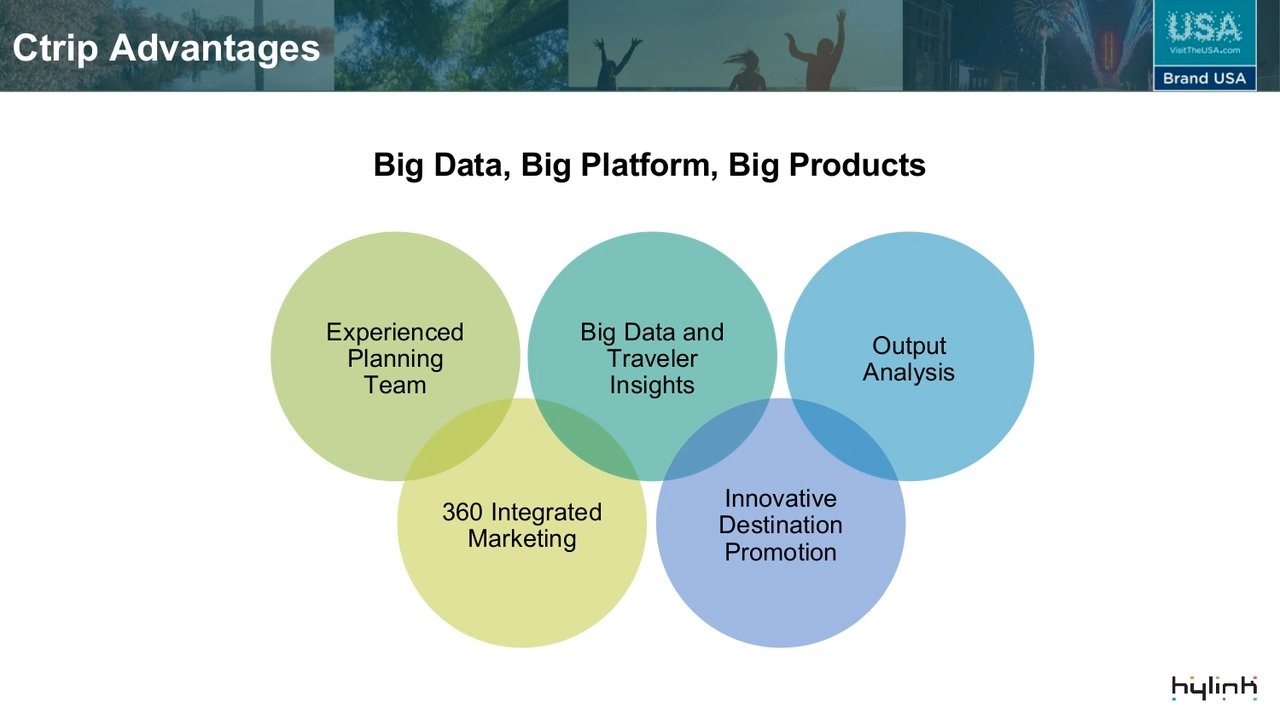 Ctrip Advantages
USA
VisitTheUSA.com
Brand USA
Big Data, Big Platform, Big Products
Experienced
Planning
Team
Big Data and
Traveler
Insights
Output
Analysis
360 Integrated
Marketing
Innovative
Destination
Promotion
hylink